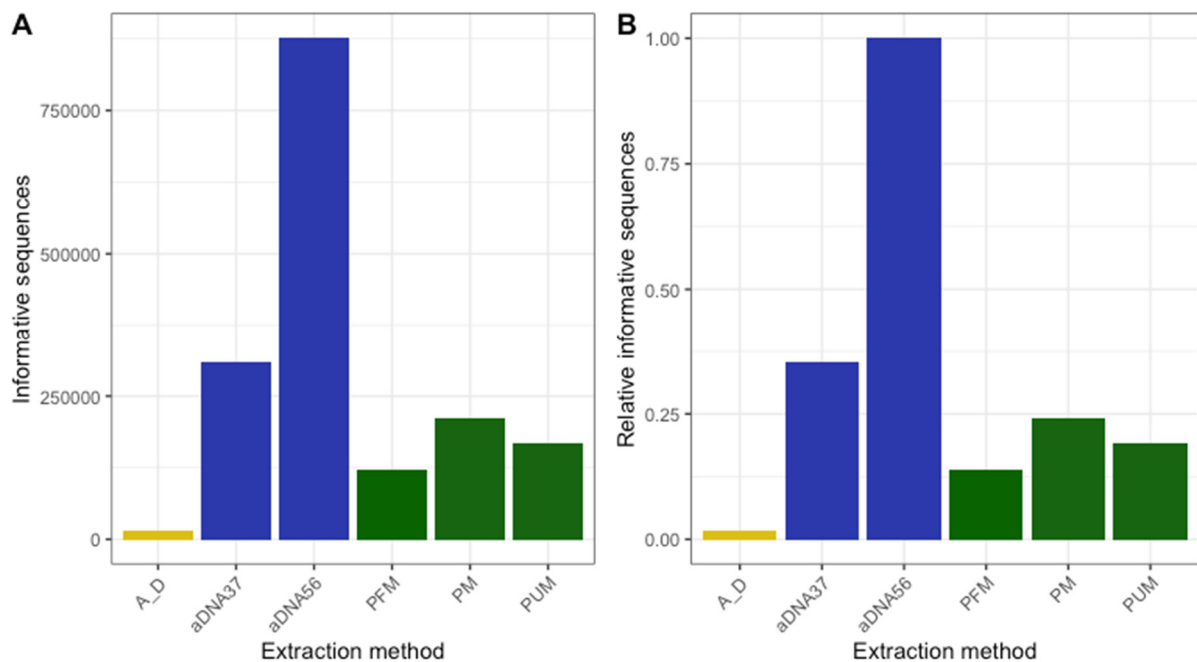 A
Informative sequences
750000
500000
250000
0
A_D
aDNA37
aDNA56
PFM
PM
PUM
Extraction method
B
Relative informative sequences
1.00
0.75
0.50
0.25
0.00
A_D
aDNA37
aDNA56
PFM
PM
PUM
Extraction method